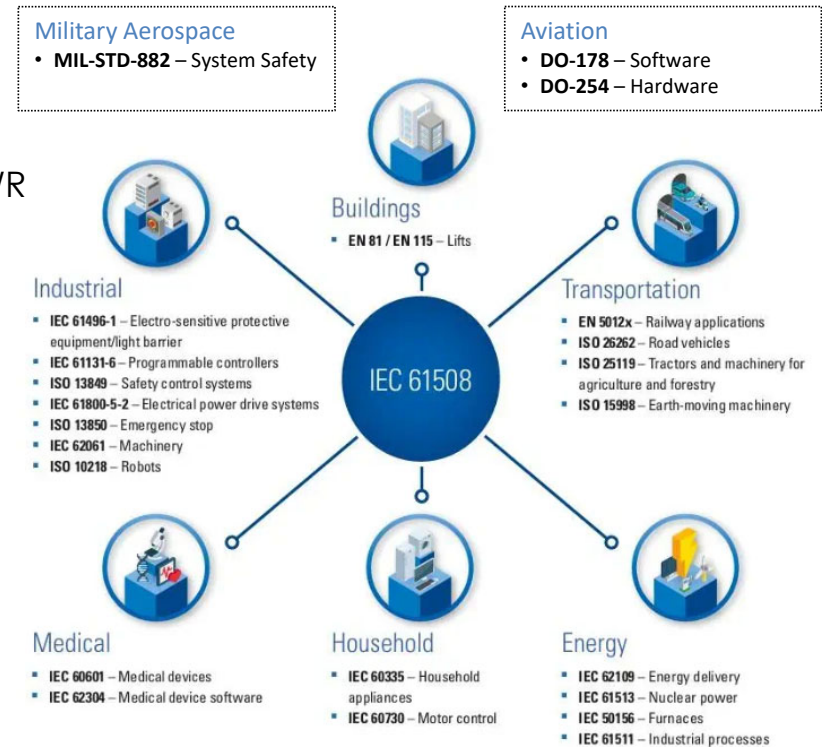 Military Aerospace
• MIL-STD-882 – System Safety
Aviation
• DO-178 – Software
• DO-254 – Hardware
Buildings
▪ EN 81 / EN 115 – Lifts
Industrial
▪ IEC 61496-1 – Electro-sensitive protective
equipment/light barrier
▪ IEC 61131-6 – Programmable controllers
▪ ISO 13849 – Safety control systems
▪ IEC 61800-5-2 – Electrical power drive systems
▪ ISO 13850 – Emergency stop
▪ IEC 62061 – Machinery
▪ ISO 10218 – Robots
IEC 61508
Transportation
▪ EN 5012x – Railway applications
▪ ISO 26262 – Road vehicles
▪ ISO 25119 – Tractors and machinery for
agriculture and forestry
▪ ISO 15998 – Earth-moving machinery
Medical
▪ IEC 60601 – Medical devices
▪ IEC 62304 – Medical device software
Household
▪ IEC 60335 – Household
appliances
▪ IEC 60730 – Motor control
Energy
▪ IEC 62109 – Energy delivery
▪ IEC 61513 – Nuclear power
▪ IEC 50156 – Furnaces
▪ IEC 61511 – Industrial processes